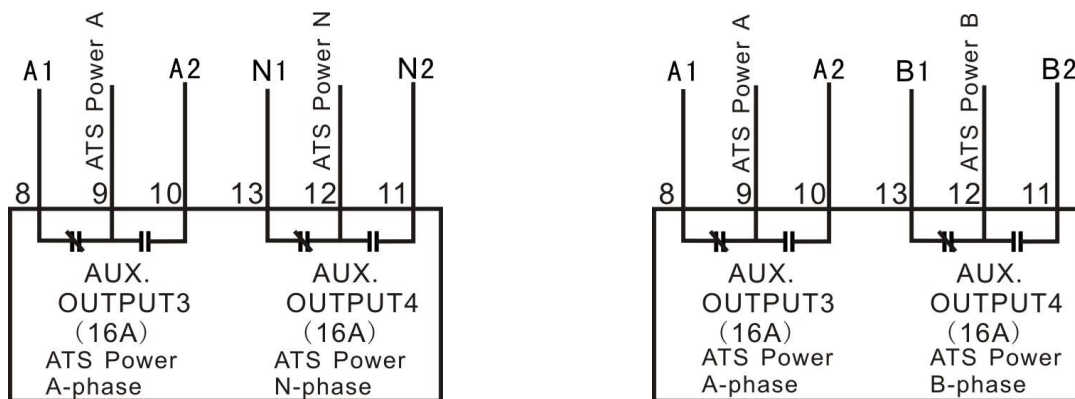 A1
ATS Power A
A2
N1
ATS Power N
N2
8
9
10
13
12
11
AUX.
OUTPUT3
(16A)
ATS Power
A-phase
AUX.
OUTPUT4
(16A)
ATS Power
N-phase
A1
ATS Power A
A2
B1
ATS Power B
B2
8
9
10
13
12
11
AUX.
OUTPUT3
(16A)
ATS Power
A-phase
AUX.
OUTPUT4
(16A)
ATS Power
B-phase